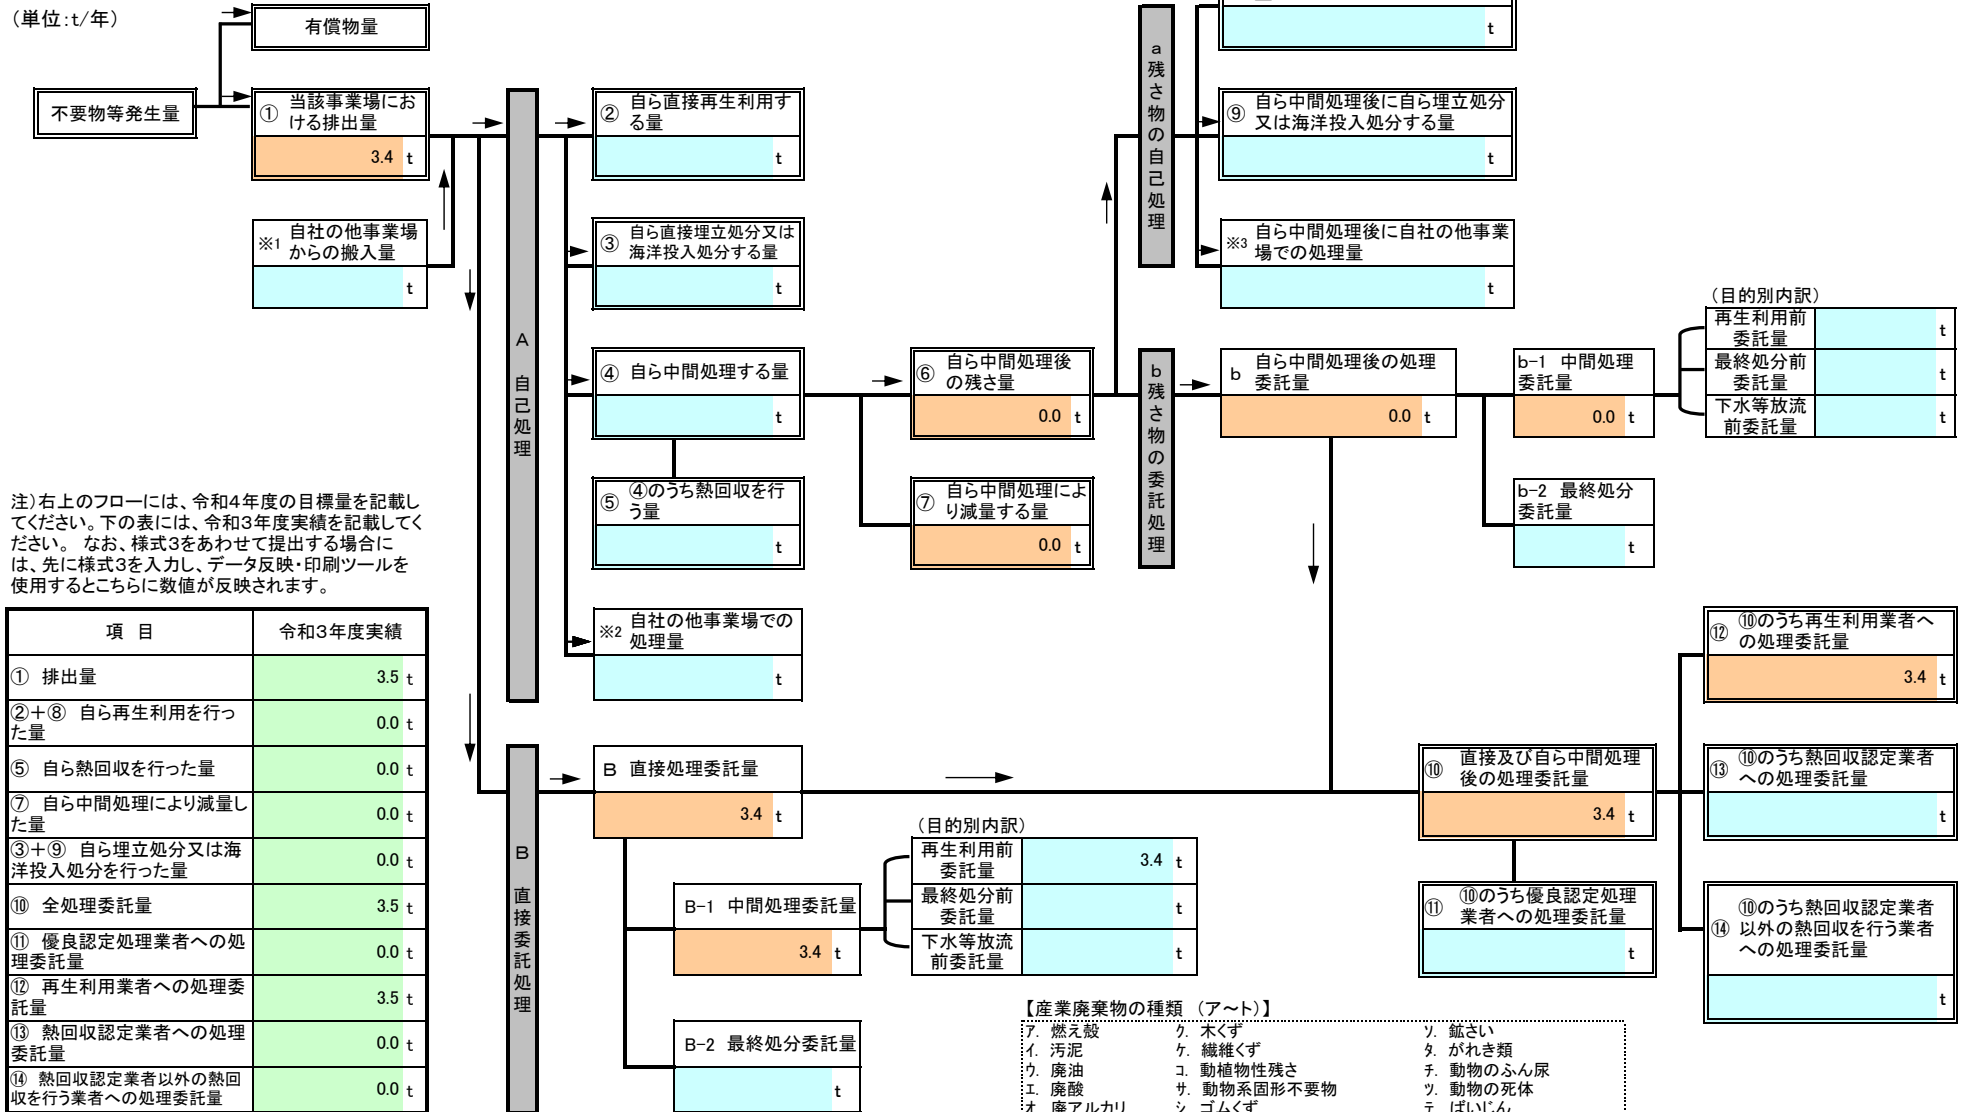 （単位:t/年）
有償物量
t
不要物等発生量
① 当該事業場にお
ける排出量
3.4 t
※1 自社の他事業場
からの搬入量
t
A 自己処理
② 自ら直接再生利用す
る量
t
③ 自ら直接埋立処分又は
海洋投入処分する量
t
④ 自ら中間処理する量
t
⑤ ④のうち熱回収を行
う量
t
※2 自社の他事業場での
処理量
t
⑥ 自ら中間処理後
の残さ量
0.0 t
⑦ 自ら中間処理によ
り減量する量
0.0 t
a 残さ物の自己処理
⑨ 自ら中間処理後に自ら埋立処分
又は海洋投入処分する量
t
※3 自ら中間処理後に自社の他事業
場での処理量
t
b 残さ物の委託処理
b 自ら中間処理後の処理
委託量
0.0 t
b-1 中間処理
委託量
0.0 t
b-2 最終処分
委託量
t
（目的別内訳）
再生利用前
委託量
t
最終処分前
委託量
t
下水等放流
前委託量
t
注）右上のフローには、令和４年度の目標量を記載し
てください。下の表には、令和３年度実績を記載してく
ださい。 なお、様式３をあわせて提出する場合に
は、先に様式３を入力し、データ反映・印刷ツールを
使用するとこちらに数値が反映されます。
項 目 令和３年度実績
① 排出量 3.5 t
②＋⑧ 自ら再生利用を行っ
た量 0.0 t
⑤ 自ら熱回収を行った量 0.0 t
⑦ 自ら中間処理により減量し
た量 0.0 t
③＋⑨ 自ら埋立処分又は海
洋投入処分を行った量 0.0 t
⑩ 全処理委託量 3.5 t
⑪ 優良認定処理業者への処
理委託量 0.0 t
⑫ 再生利用業者への処理委
託量 3.5 t
⑬ 熱回収認定業者への処理
委託量 0.0 t
⑭ 熱回収認定業者以外の熱回
収を行う業者への処理委託量 0.0 t
B 直接委託処理
B 直接処理委託量
3.4 t
B-1 中間処理委託量
3.4 t
B-2 最終処分委託量
t
（目的別内訳）
再生利用前
委託量
3.4 t
最終処分前
委託量
t
下水等放流
前委託量
t
⑩ 直接及び自ら中間処理
後の処理委託量
3.4 t
⑪ ⑩のうち優良認定処理
業者への処理委託量
t
⑫ ⑩のうち再生利用業者へ
の処理委託量
3.4 t
⑬ ⑩のうち熱回収認定業者
への処理委託量
t
⑭ ⑩のうち熱回収認定業者
以外の熱回収を行う業者
への処理委託量
t
【産業廃棄物の種類 （ア～ト）】
ｱ. 燃え殻 ｸ. 木くず ｿ. 鉱さい
ｲ. 汚泥 ｹ. 繊維くず ﾀ. がれき類
ｳ. 廃油 ｺ. 動植物性残さ ﾁ. 動物のふん尿
ｴ. 廃酸 ｻ. 動物系固形不要物 ﾂ. 動物の死体
ｵ. 廃アルカリ ｼ. ゴムくず ﾃ. ばいじん